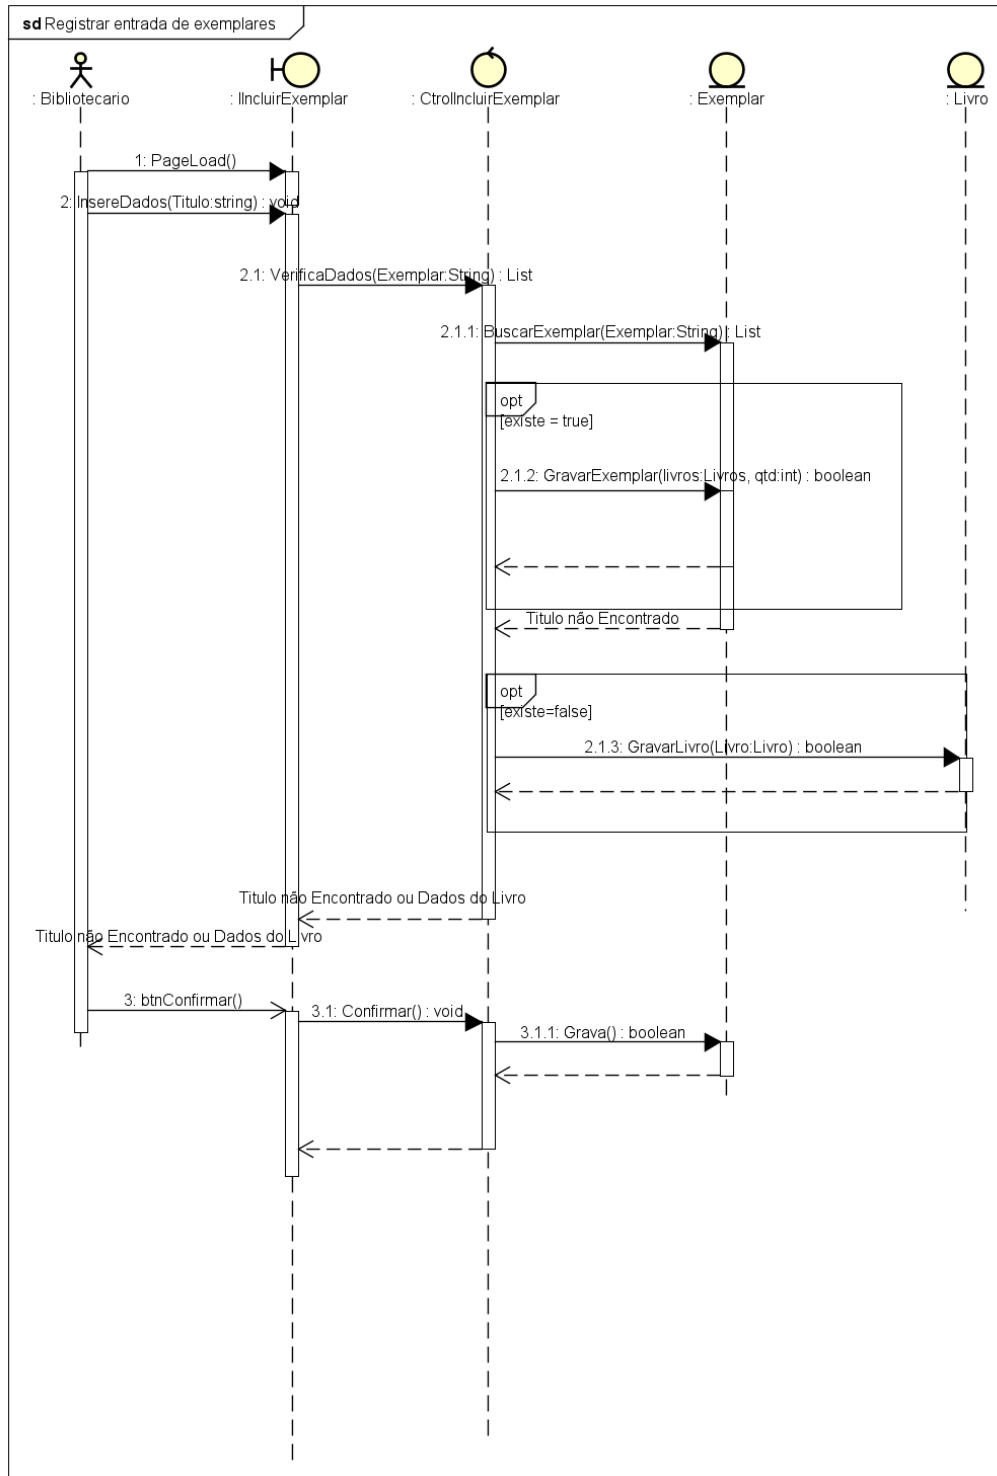 sd Registrar entrada de exemplares
: Bibliotecario
: IIncluirExemplar
: CtrolIncluirExemplar
: Exemplar
: Livro
1: PageLoad()
2: InsereDados(Titulo:string) : void
2.1: VerificaDados(Exemplar:String) : List
2.1.1: BuscarExemplar(Exemplar:String) : List
opt
[existe = true]
2.1.2: GravarExemplar(livros:Livros, qtd:int) : boolean
Titulo não Encontrado
opt
[existe=false]
2.1.3: GravarLivro(Livro:Livro) : boolean
Titulo não Encontrado ou Dados do Livro
Titulo não Encontrado ou Dados do Livro
3: btnConfirmar()
3.1: Confirmar() : void
3.1.1: Grava() : boolean